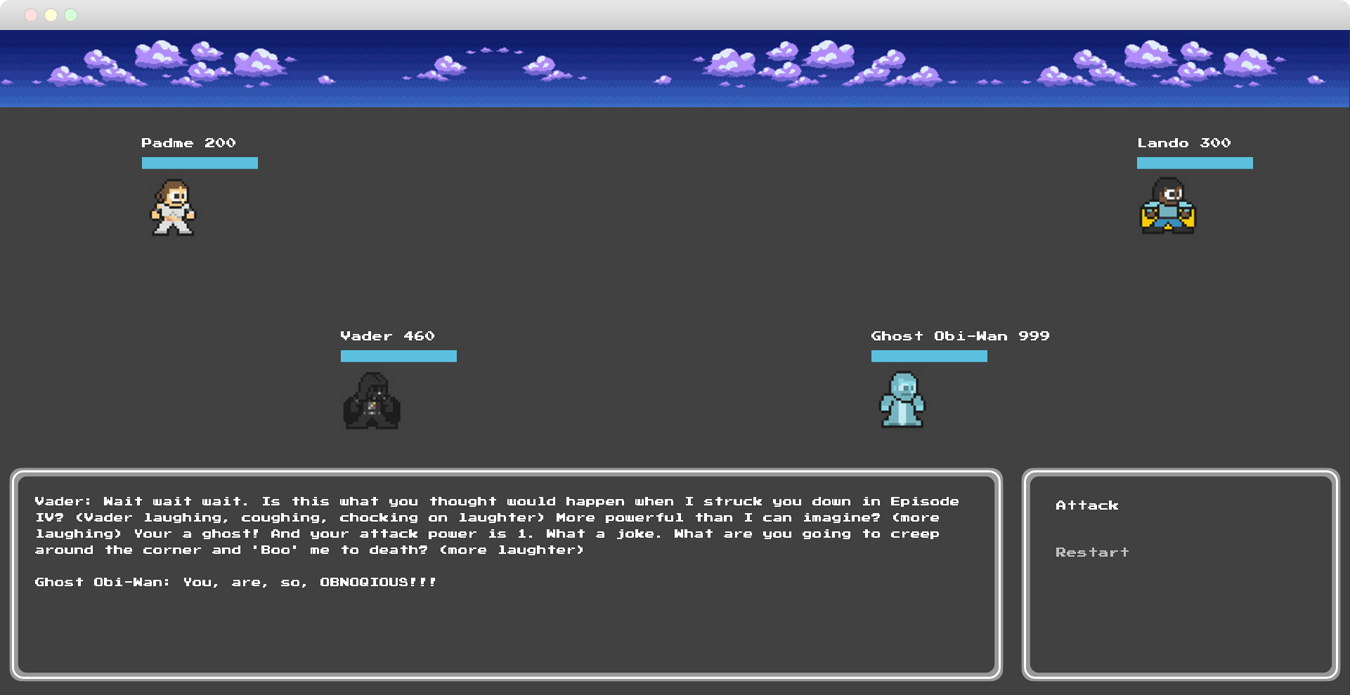 Padme 200
Lando 300
Vader 460
Ghost Obi-Wan 999
Vader: Wait wait wait. Is this what you thought would happen when I struck you down in Episode
IV? (Vader laughing, coughing, chocking on laughter) More powerful than I can imagine? (more
laughing) Your a ghost! And your attack power is 1. What a joke. What are you going to creep
around the corner and 'Boo' me to death? (more laughter)
Ghost Obi-Wan: You, are, so, OBNOQIOUS!!!
Attack
Restart